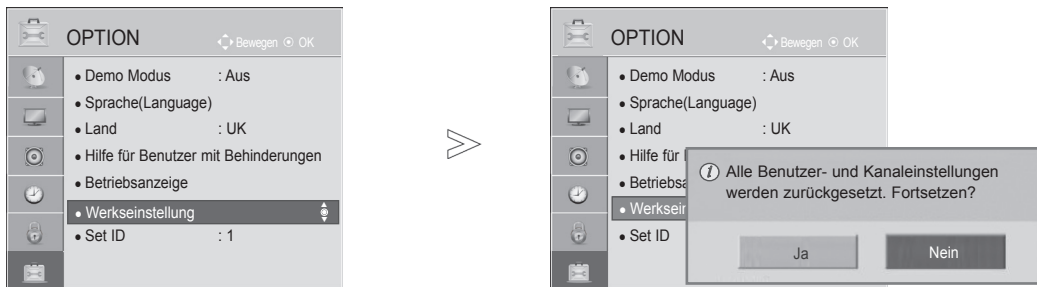 OPTION
Bewegen OK
• Demo Modus : Aus
• Sprache(Language)
• Land : UK
• Hilfe für Benutzer mit Behinderungen
• Betriebsanzeige
• Werkseinstellung
• Set ID : 1
OPTION
Bewegen OK
• Demo Modus : Aus
• Sprache(Language)
• Land : UK
• Hilfe für
• Betriebsa
• Werksei
• Set ID
Alle Benutzer- und Kanaleinstellungen
werden zurückgesetzt. Fortsetzen?
Ja Nein